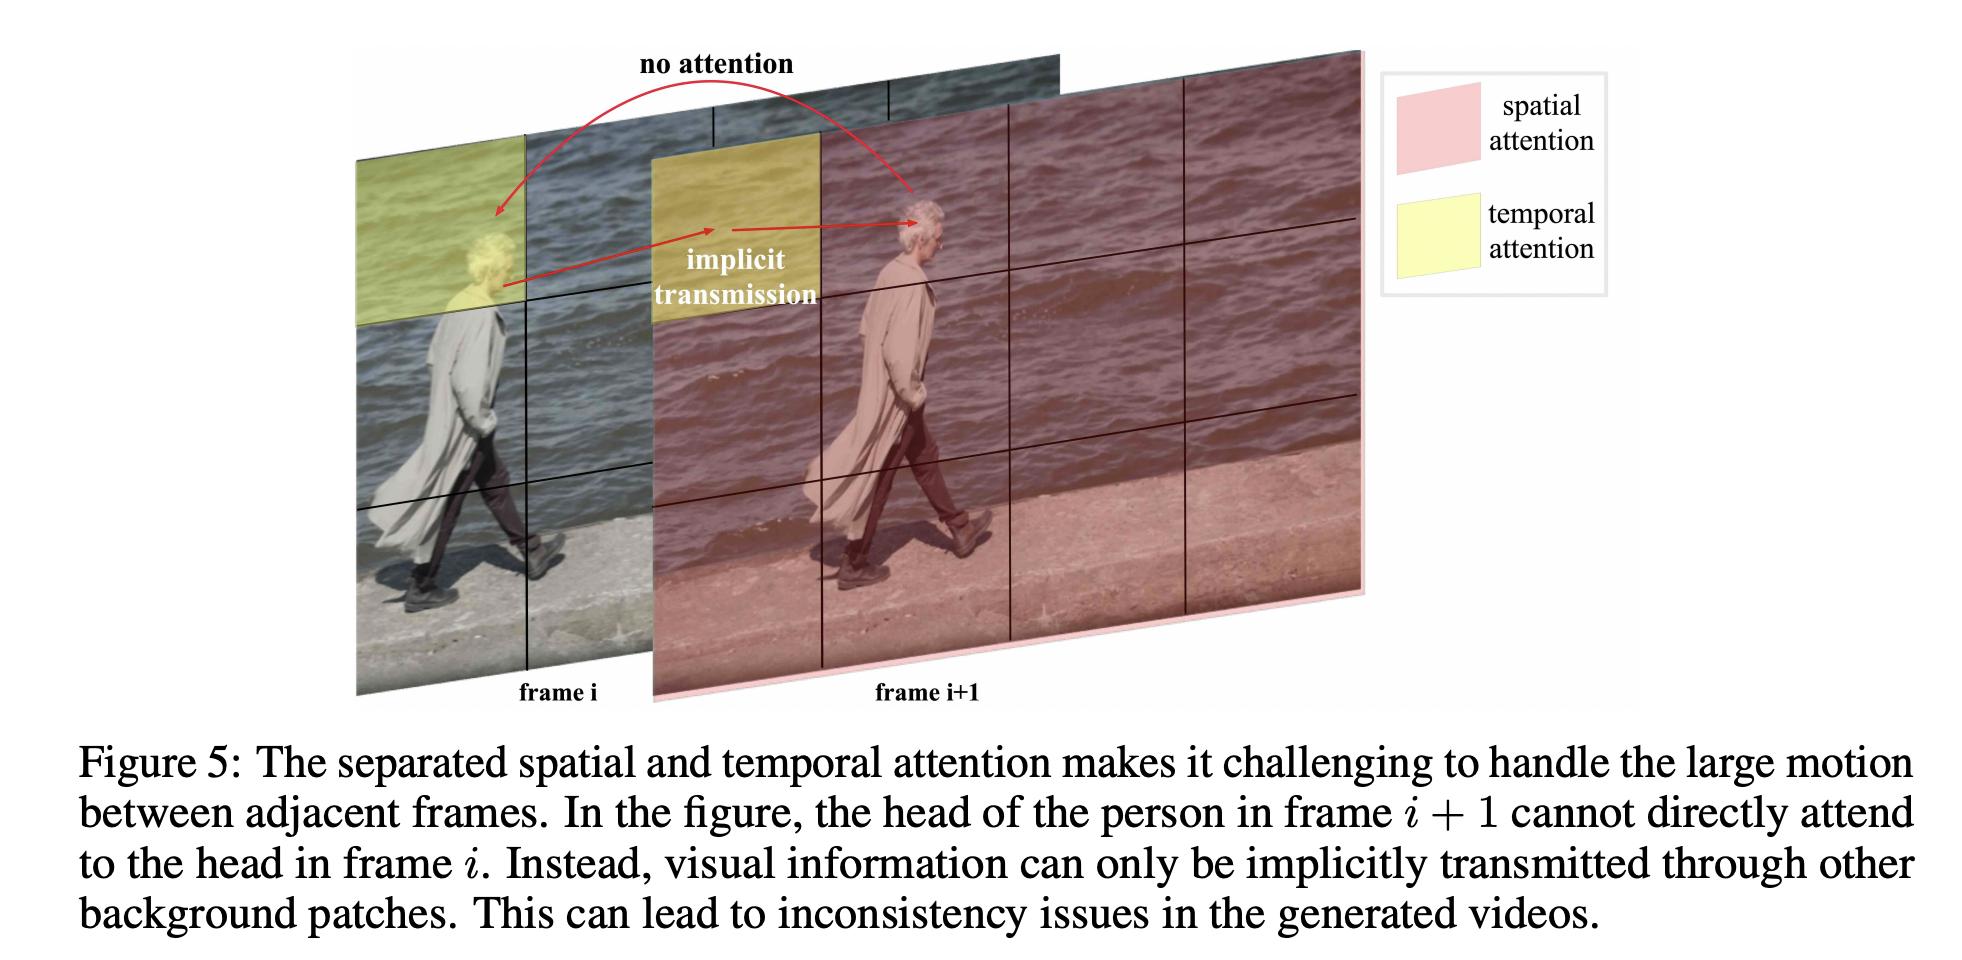 no attention
spatial
attention
temporal
attention
implicit
transmission
frame i
frame i+1
Figure 5: The separated spatial and temporal attention makes it challenging to handle the large motion
between adjacent frames. In the figure, the head of the person in frame i + 1 cannot directly attend
to the head in frame i. Instead, visual information can only be implicitly transmitted through other
background patches. This can lead to inconsistency issues in the generated videos.